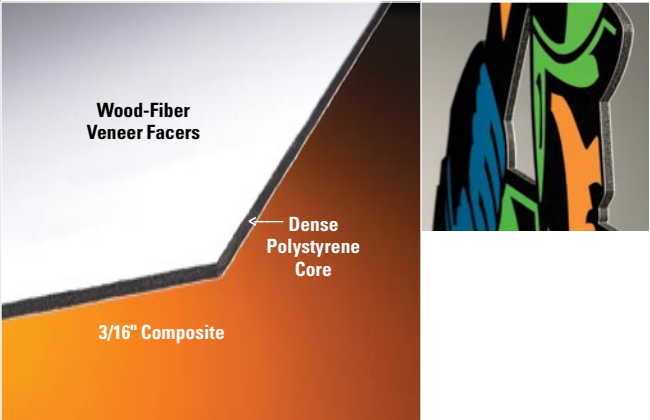 Wood-Fiber
Veneer Facers
Dense
Polystyrene
Core
3/16" Composite